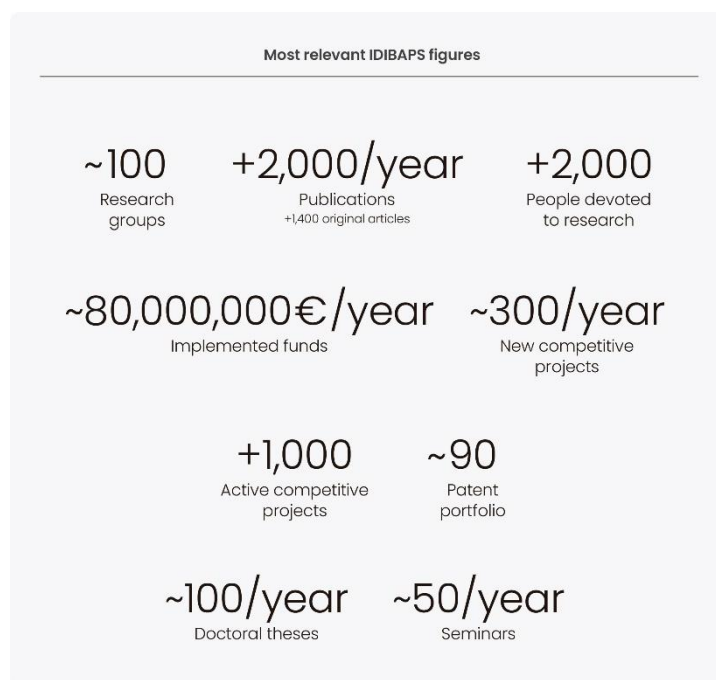 Most relevant IDIBAPS figures
~100
Research
groups
+2,000/year
Publications
+1,400 original articles
+2,000
People devoted
to research
~80,000,000€/year
Implemented funds
~300/year
New competitive
projects
+1,000
Active competitive
projects
~90
Patent
portfolio
~100/year
Doctoral theses
~50/year
Seminars